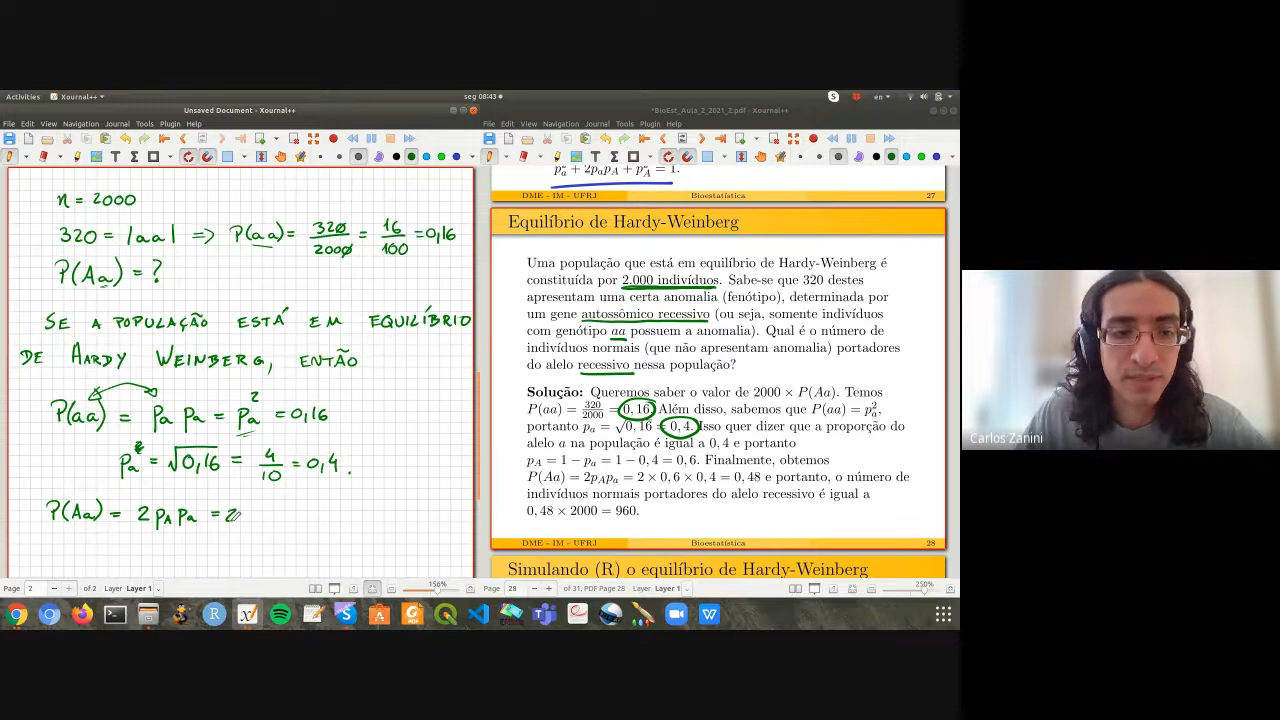 Activities Xournal++ seg 08:43 en
Unsaved Document - Xournal++
*BioEst_Aula_2_2021_2.pdf - Xournal++
File Edit View Navigation Journal Tools Plugin Help
File Edit View Navigation Journal Tools Plugin Help
n = 2000
320 = |aa| => P(aa) = 320/2000 = 16/100 = 0,16
P(Aa) = ?
SE A POPULAÇÃO ESTÁ EM EQUILÍBRIO
DE HARDY WEINBERG, ENTÃO
P(aa) = pa pa = pa² = 0,16
pa = √0,16 = 4/10 = 0,4.
P(Aa) = 2 pA pa = 2
Page 2 of 2 Layer Layer 1 156%
p²a + 2papA + p²A = 1.
DME - IM - UFRJ Bioestatística 27
Equilíbrio de Hardy-Weinberg
Uma população que está em equilíbrio de Hardy-Weinberg é
constituída por 2.000 indivíduos. Sabe-se que 320 destes
apresentam uma certa anomalia (fenótipo), determinada por
um gene autossômico recessivo (ou seja, somente indivíduos
com genótipo aa possuem a anomalia). Qual é o número de
indivíduos normais (que não apresentam anomalia) portadores
do alelo recessivo nessa população?
Solução: Queremos saber o valor de 2000 × P(Aa). Temos
P(aa) = 320/2000 = 0,16. Além disso, sabemos que P(aa) = p²a,
portanto pa = √0,16 = 0,4. Isso quer dizer que a proporção do
alelo a na população é igual a 0,4 e portanto
pA = 1 − pa = 1 − 0,4 = 0,6. Finalmente, obtemos
P(Aa) = 2pApa = 2 × 0,6 × 0,4 = 0,48 e portanto, o número de
indivíduos normais portadores do alelo recessivo é igual a
0,48 × 2000 = 960.
DME - IM - UFRJ Bioestatística 28
Simulando (R) o equilíbrio de Hardy-Weinberg
Page 28 of 31, PDF Page 28 Layer Layer 1 250%
Carlos Zanini